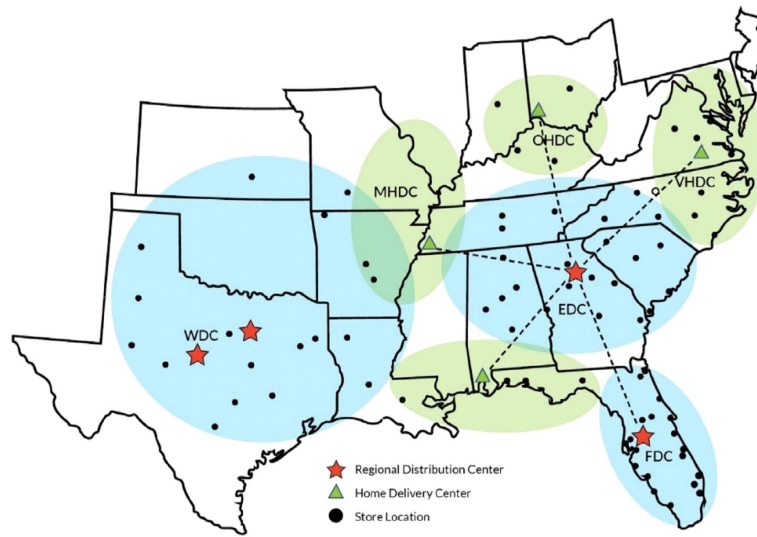 OHDC
MHDC
VHDC
WDC
EDC
FDC
Regional Distribution Center
Home Delivery Center
Store Location